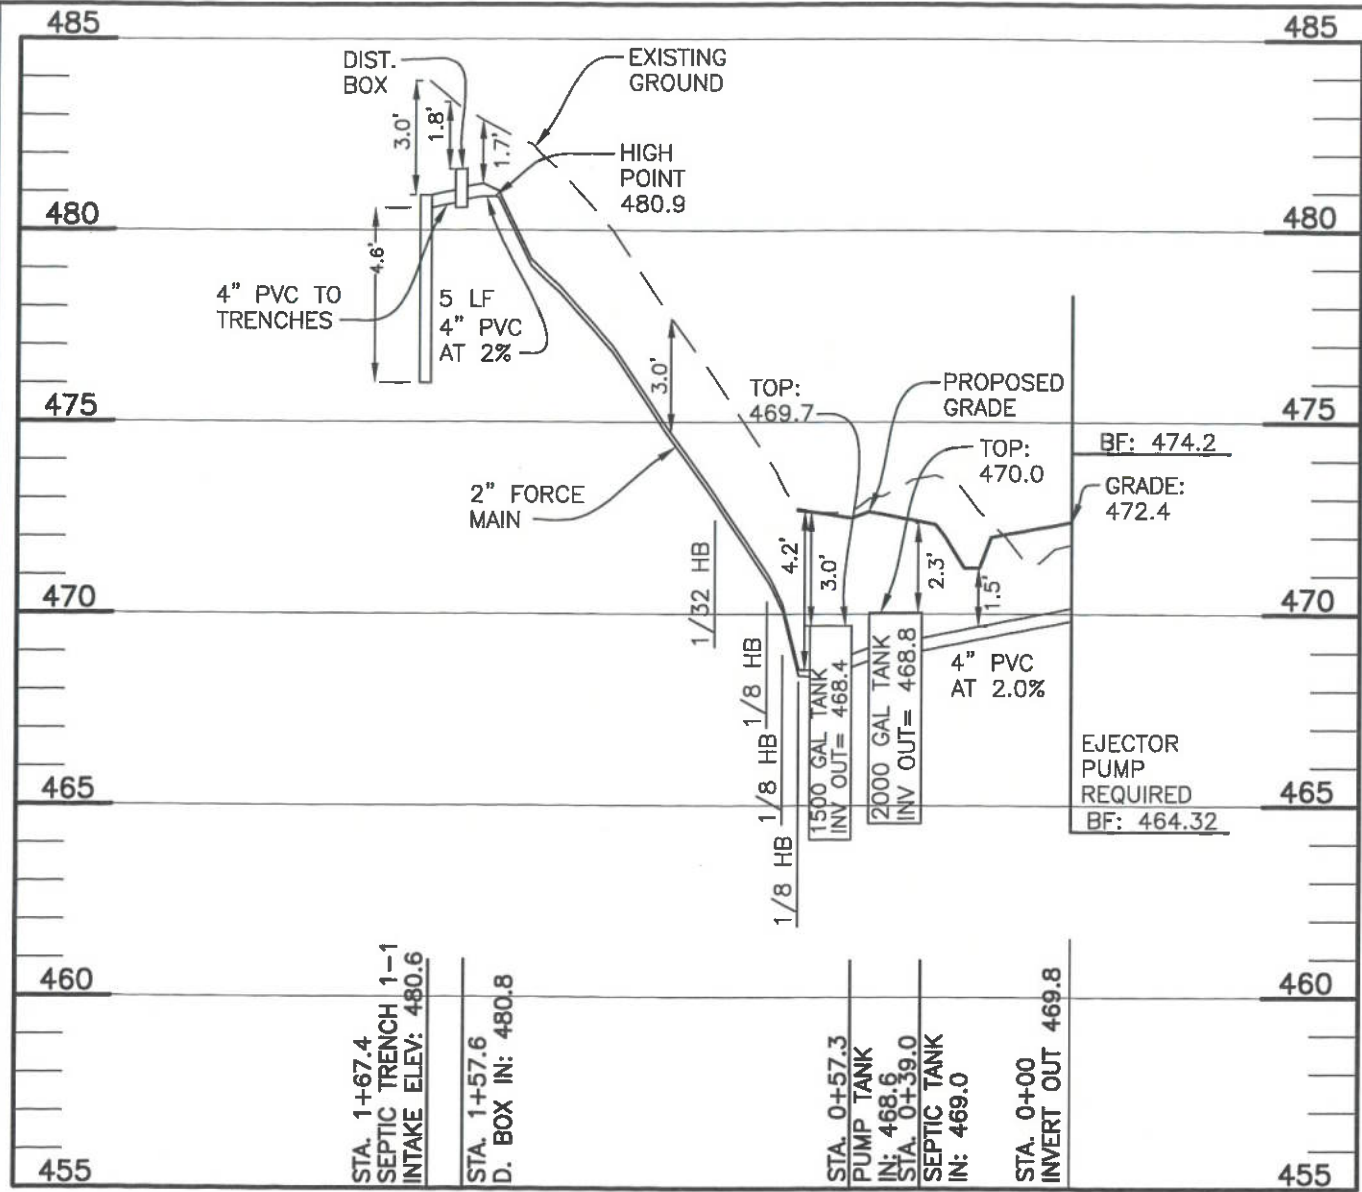 485
485
DIST.
BOX
EXISTING
GROUND
3.0'
1.8'
1.7'
HIGH
POINT
480.9
480
480
4.6'
4" PVC TO
TRENCHES
5 LF
4" PVC
AT 2%
3.0'
TOP:
469.7
PROPOSED
GRADE
475
475
BF: 474.2
TOP:
470.0
GRADE:
472.4
2" FORCE
MAIN
4.2'
3.0'
2.3'
1.5'
1/32 HB
470
470
1/8 HB
1/8 HB
1/8 HB
1500 GAL TANK
INV OUT= 468.4
2000 GAL TANK
INV OUT= 468.8
4" PVC
AT 2.0%
EJECTOR
PUMP
REQUIRED
BF: 464.32
465
465
460
460
STA. 1+67.4
SEPTIC TRENCH 1-1
INTAKE ELEV: 480.6
STA. 1+57.6
D. BOX IN: 480.8
STA. 0+57.3
PUMP TANK
IN: 468.6
STA. 0+39.0
SEPTIC TANK
IN: 469.0
STA. 0+00
INVERT OUT 469.8
455
455